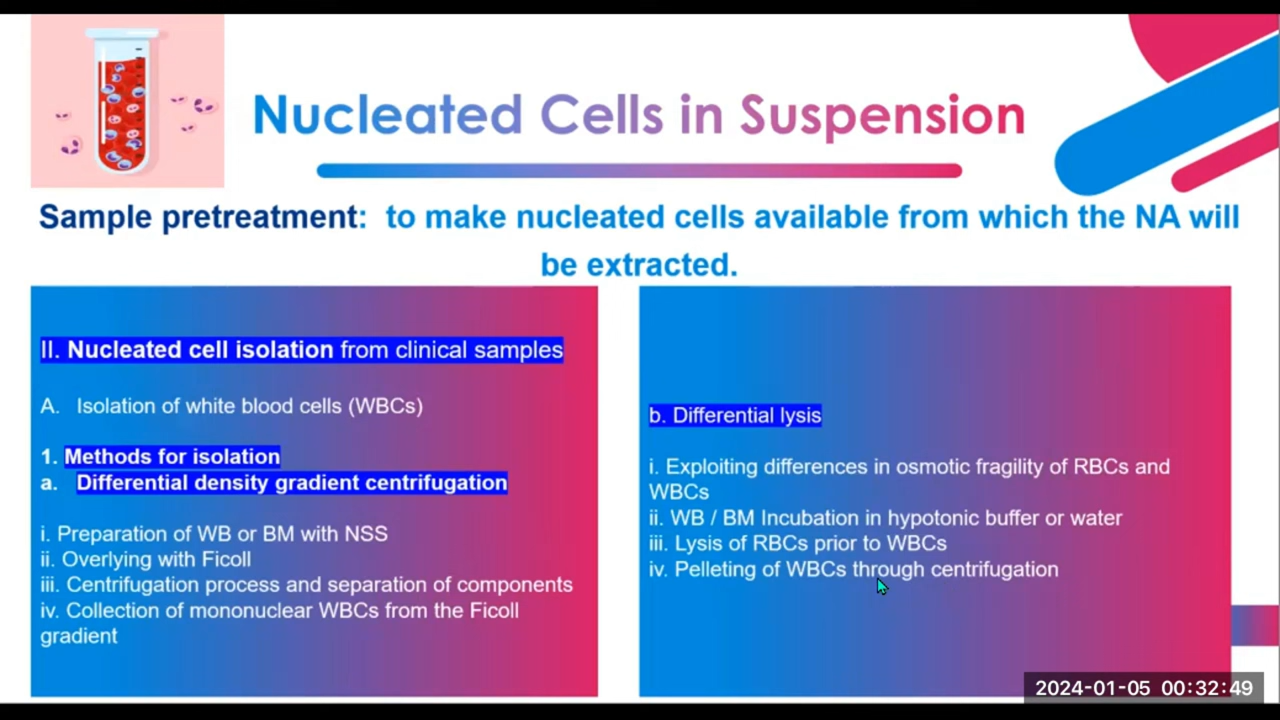 Nucleated Cells in Suspension
Sample pretreatment: to make nucleated cells available from which the NA will
be extracted.
II. Nucleated cell isolation from clinical samples
A. Isolation of white blood cells (WBCs)
1. Methods for isolation
a. Differential density gradient centrifugation
i. Preparation of WB or BM with NSS
ii. Overlying with Ficoll
iii. Centrifugation process and separation of components
iv. Collection of mononuclear WBCs from the Ficoll
gradient
b. Differential lysis
i. Exploiting differences in osmotic fragility of RBCs and
WBCs
ii. WB / BM Incubation in hypotonic buffer or water
iii. Lysis of RBCs prior to WBCs
iv. Pelleting of WBCs through centrifugation
2024-01-05 00:32:49